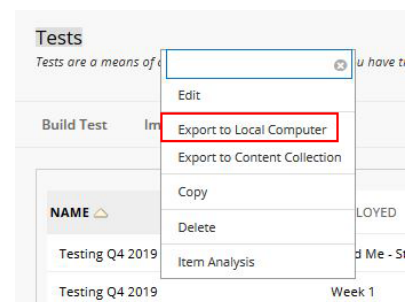 Tests
Tests are a means of u have t
Edit
Build Test Im
Export to Local Computer
Export to Content Collection
Copy
NAME LOYED
Delete
Testing Q4 2019 d Me - St
Item Analysis
Testing Q4 2019 Week 1